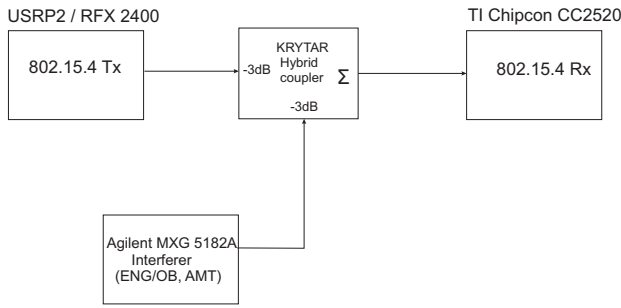 USRP2 / RFX 2400
TI Chipcon CC2520
802.15.4 Tx
KRYTAR
Hybrid
coupler
-3dB
Σ
-3dB
802.15.4 Rx
Agilent MXG 5182A
Interferer
(ENG/OB, AMT)